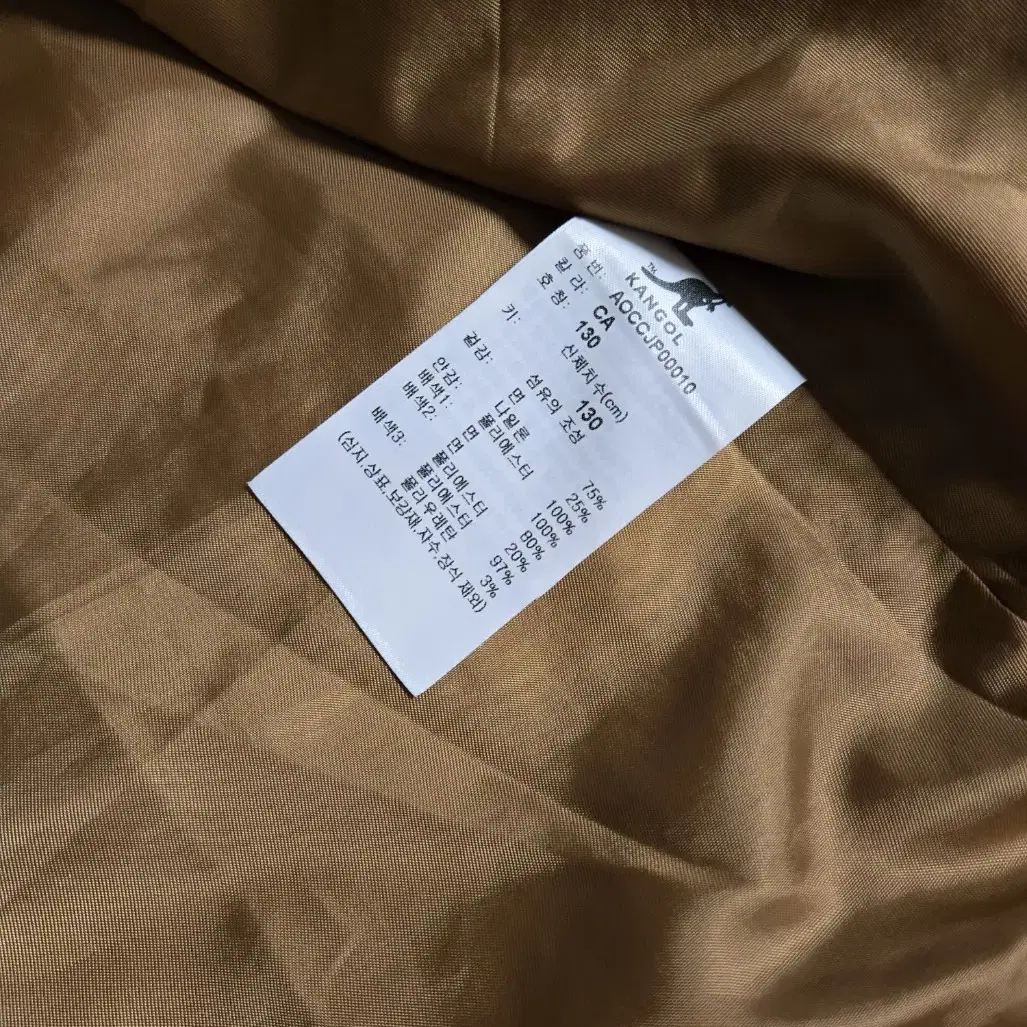 KANGOL
품 번: AOCCJP00010
칼 라: CA
호 칭: 130
신체치수(cm)
키: 130
섬유의 조성
겉감: 면 75%
나일론 25%
안감: 폴리에스터 100%
배색1: 면 100%
배색2: 면 80%
폴리에스터 20%
배색3: 폴리에스터 97%
폴리우레탄 3%
(심지,상표,보강재,자수,장식 제외)